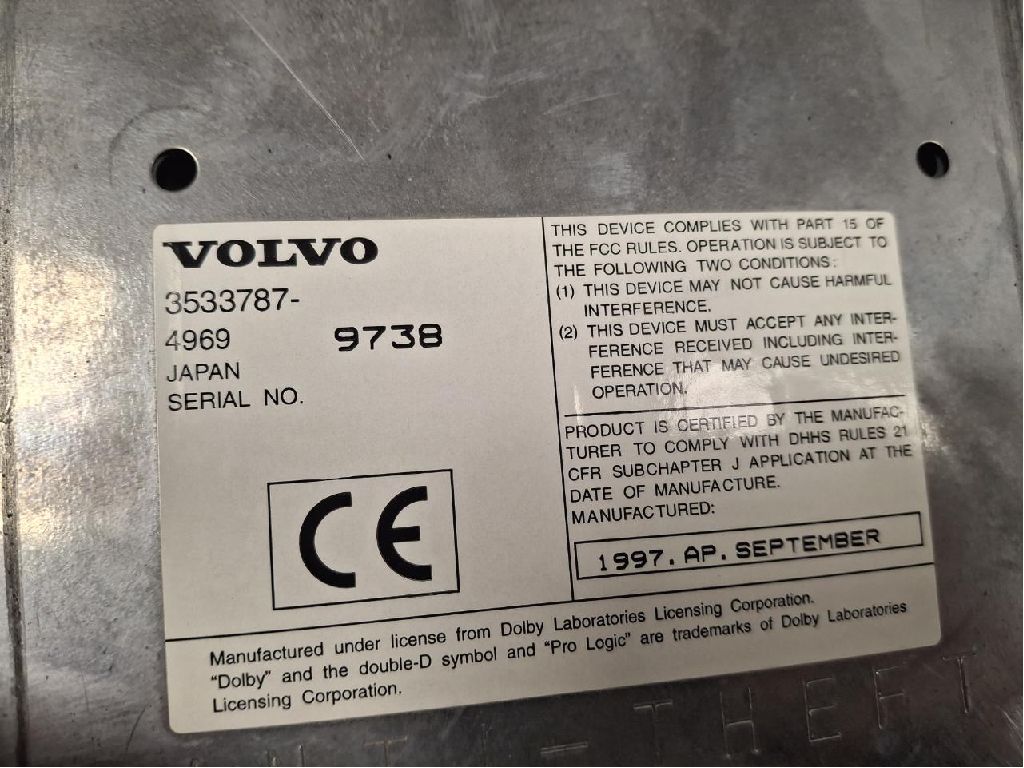 VOLVO
3533787-
4969 9738
JAPAN
SERIAL NO.
CE
THIS DEVICE COMPLIES WITH PART 15 OF
THE FCC RULES. OPERATION IS SUBJECT TO
THE FOLLOWING TWO CONDITIONS:
(1) THIS DEVICE MAY NOT CAUSE HARMFUL
INTERFERENCE.
(2) THIS DEVICE MUST ACCEPT ANY INTER-
FERENCE RECEIVED INCLUDING INTER-
FERENCE THAT MAY CAUSE UNDESIRED
OPERATION.
PRODUCT IS CERTIFIED BY THE MANUFAC-
TURER TO COMPLY WITH DHHS RULES 21
CFR SUBCHAPTER J APPLICATION AT THE
DATE OF MANUFACTURE.
MANUFACTURED:
1997. AP. SEPTEMBER
Manufactured under license from Dolby Laboratories Licensing Corporation.
"Dolby" and the double-D symbol and "Pro Logic" are trademarks of Dolby Laboratories
Licensing Corporation.
THEFT